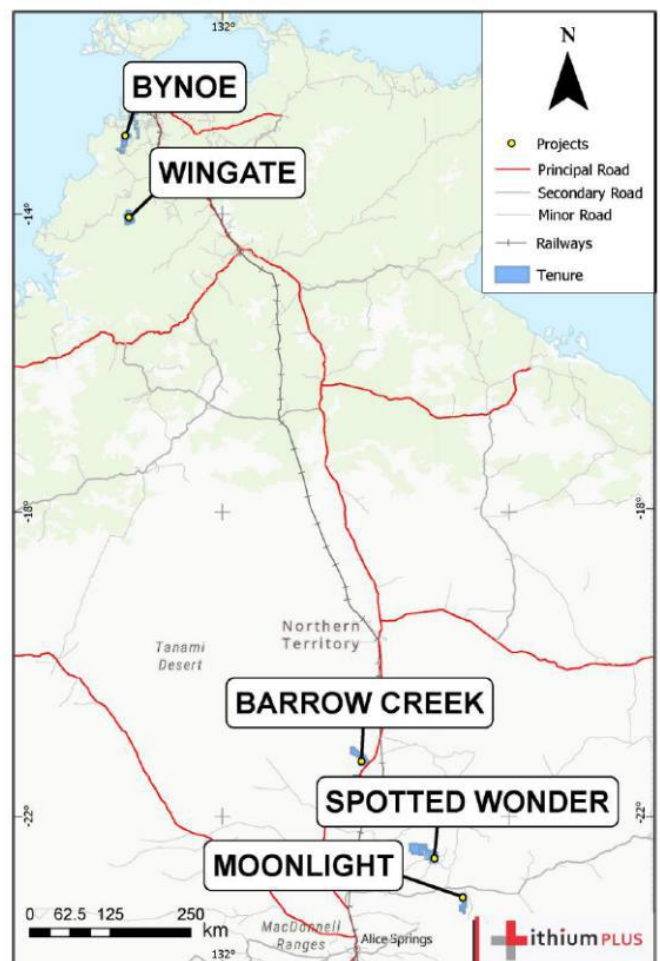 132°
BYNOE
WINGATE
-14°
N
Projects
Principal Road
Secondary Road
Minor Road
Railways
Tenure
-18°
-18°
Northern
Territory
Tanami
Desert
BARROW CREEK
SPOTTED WONDER
-22°
-22°
MOONLIGHT
0 62.5 125 250
km
MacDonnell
Ranges
Alice Springs
132°
Lithium PLUS